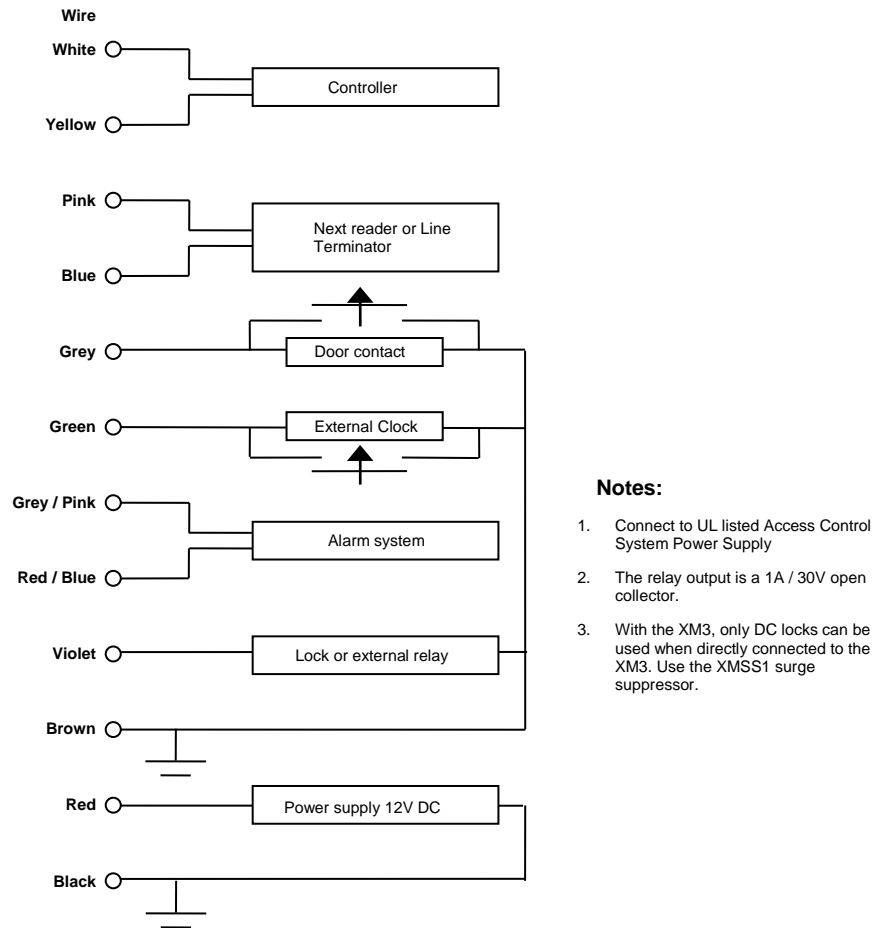 Wire
White
Controller
Yellow
Pink
Next reader or Line
Terminator
Blue
Grey
Door contact
Green
External Clock
Grey / Pink
Alarm system
Red / Blue
Violet
Lock or external relay
Brown
Red
Power supply 12V DC
Black
Notes:
1. Connect to UL listed Access Control
System Power Supply
2. The relay output is a 1A / 30V open
collector.
3. With the XM3, only DC locks can be
used when directly connected to the
XM3. Use the XMSS1 surge
suppressor.